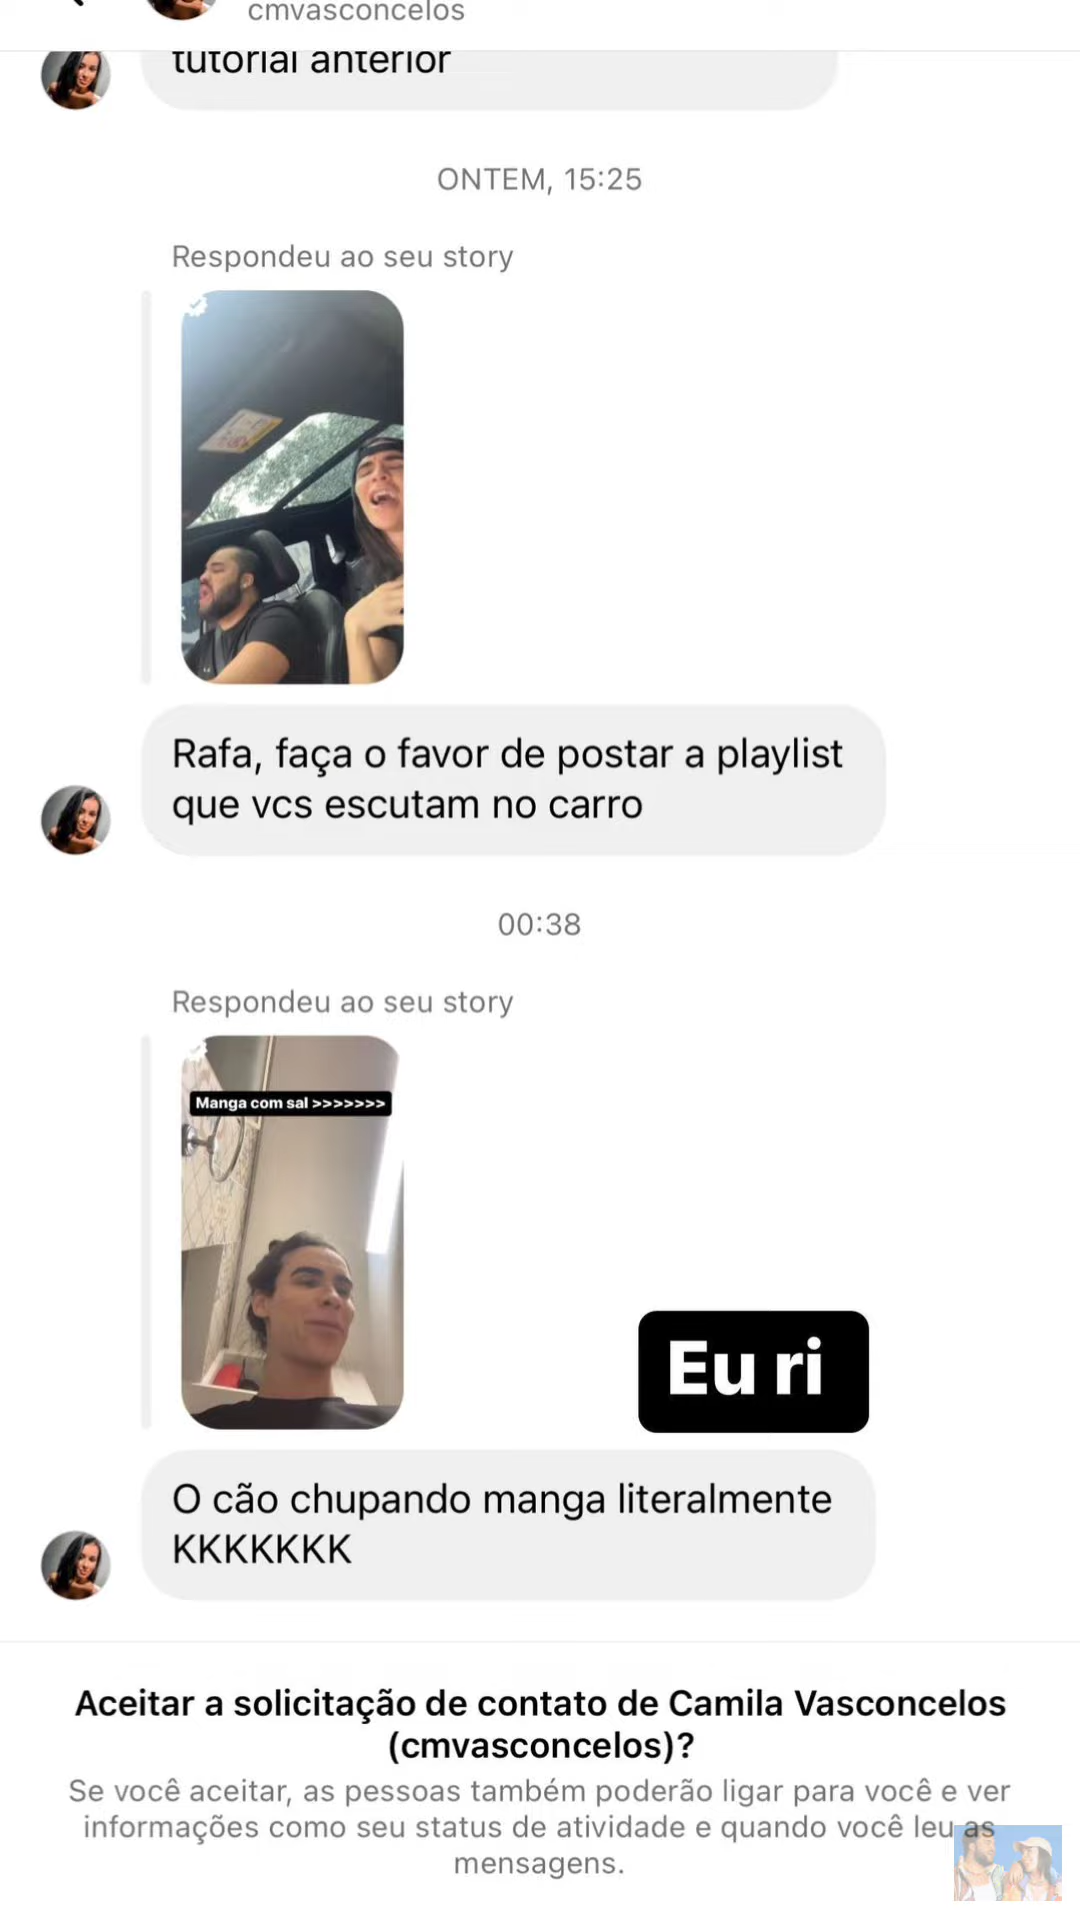 cmvasconcelos
tutorial anterior
ONTEM, 15:25
Respondeu ao seu story
Rafa, faça o favor de postar a playlist
que vcs escutam no carro
00:38
Respondeu ao seu story
Manga com sal >>>>>>>
Eu ri
O cão chupando manga literalmente
KKKKKKK
Aceitar a solicitação de contato de Camila Vasconcelos
(cmvasconcelos)?
Se você aceitar, as pessoas também poderão ligar para você e ver
informações como seu status de atividade e quando você leu as
mensagens.